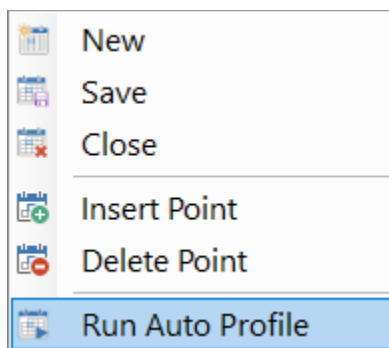 New
Save
Close
Insert Point
Delete Point
Run Auto Profile